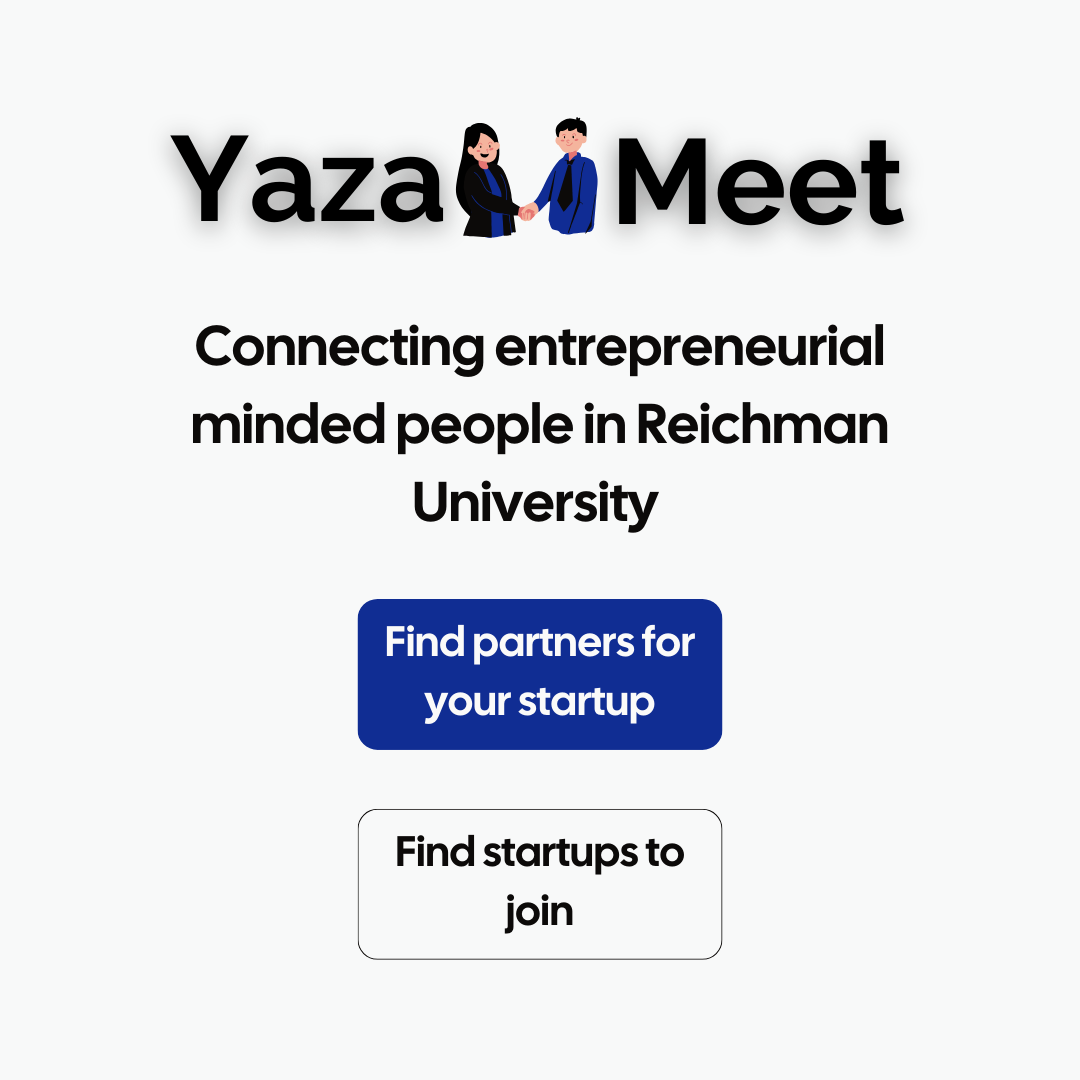 Yaza Meet
Connecting entrepreneurial
minded people in Reichman
University
Find partners for
your startup
Find startups to
join